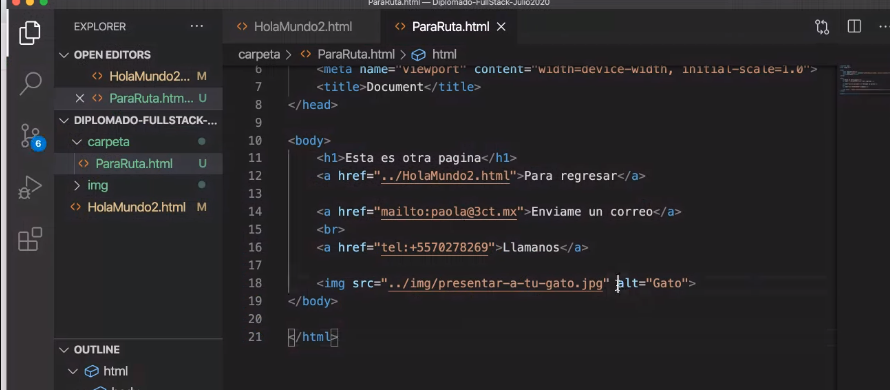 ParaRuta.html — Diplomado-FullStack-Julio2020
EXPLORER ...
OPEN EDITORS
<> HolaMundo2... M
× <> ParaRuta.htm... U
DIPLOMADO-FULLSTACK-...
carpeta
<> ParaRuta.html U
img
<> HolaMundo2.html M
OUTLINE
html
6
<> HolaMundo2.html
<> ParaRuta.html ×
carpeta > <> ParaRuta.html > html
6 <meta name="viewport" content="width=device-width, initial-scale=1.0">
7 <title>Document</title>
8 </head>
9
10 <body>
11 <h1>Esta es otra pagina</h1>
12 <a href="../HolaMundo2.html">Para regresar</a>
13
14 <a href="mailto:paola@3ct.mx">Enviame un correo</a>
15 <br>
16 <a href="tel:+5570278269">Llamanos</a>
17
18 <img src="../img/presentar-a-tu-gato.jpg" alt="Gato">
19 </body>
20
21 </html>